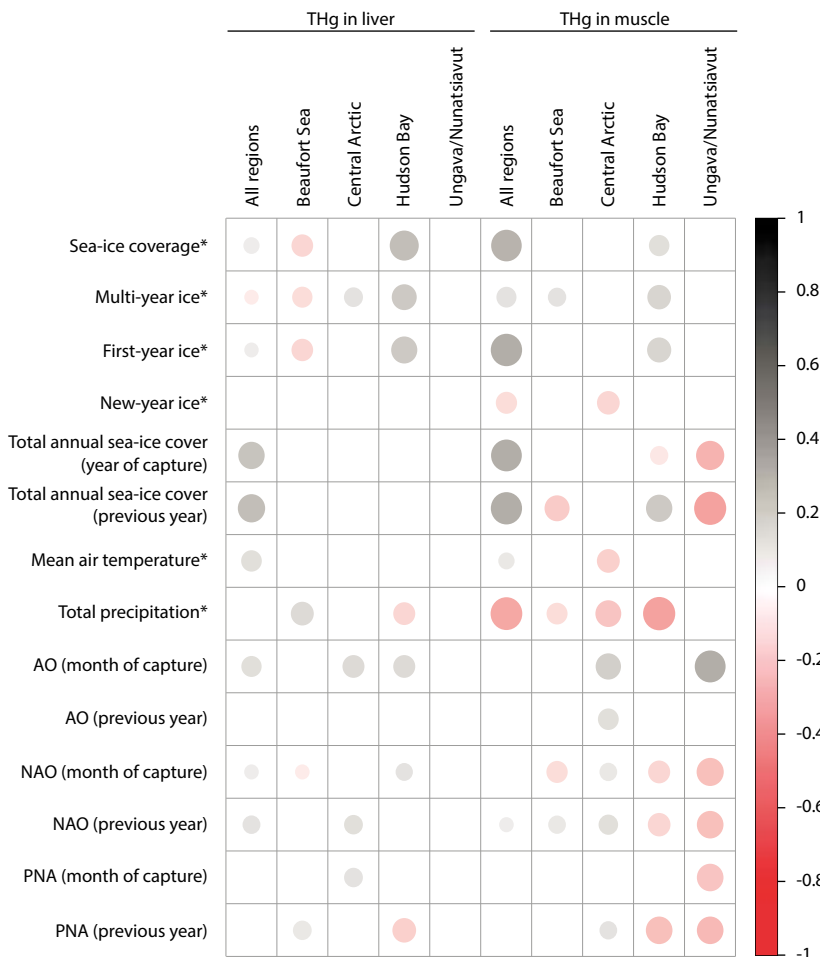 THg in liver
THg in muscle
All regions
Beaufort Sea
Central Arctic
Hudson Bay
Ungava/Nunatsiavut
All regions
Beaufort Sea
Central Arctic
Hudson Bay
Ungava/Nunatsiavut
Sea-ice coverage*
Multi-year ice*
First-year ice*
New-year ice*
Total annual sea-ice cover
(year of capture)
Total annual sea-ice cover
(previous year)
Mean air temperature*
Total precipitation*
AO (month of capture)
AO (previous year)
NAO (month of capture)
NAO (previous year)
PNA (month of capture)
PNA (previous year)
1
0.8
0.6
0.4
0.2
0
-0.2
-0.4
-0.6
-0.8
-1